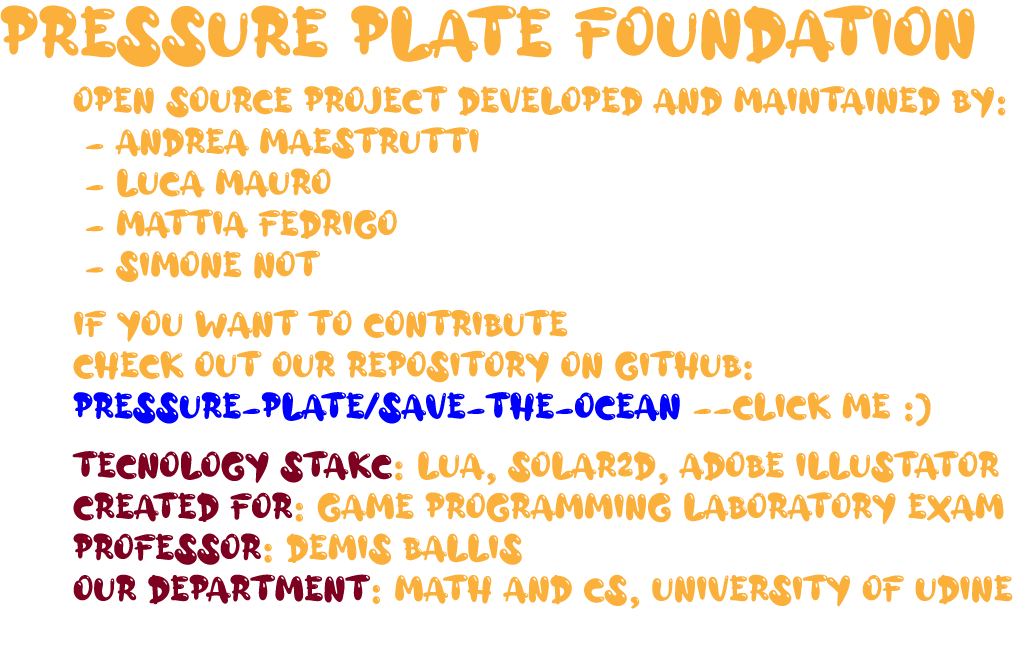 PRESSURE PLATE FOUNDATION
OPEN SOURCE PROJECT DEVELOPED AND MAINTAINED BY:
- ANDREA MAESTRUTTI
- LUCA MAURO
- MATTIA FEDRIGO
- SIMONE NOT
IF YOU WANT TO CONTRIBUTE
CHECK OUT OUR REPOSITORY ON GITHUB:
PRESSURE-PLATE/SAVE-THE-OCEAN --CLICK ME :)
TECNOLOGY STAKC: LUA, SOLAR2D, ADOBE ILLUSTATOR
CREATED FOR: GAME PROGRAMMING LABORATORY EXAM
PROFESSOR: DEMIS BALLIS
OUR DEPARTMENT: MATH AND CS, UNIVERSITY OF UDINE